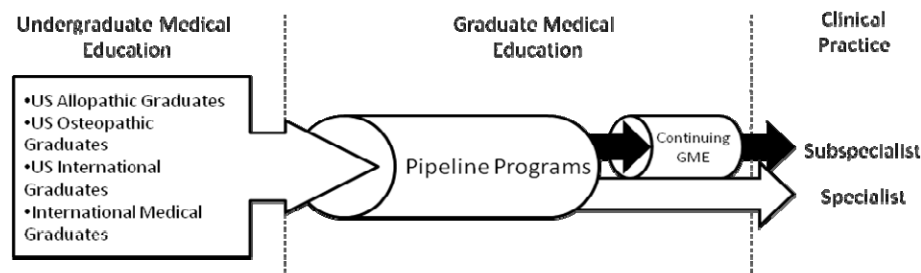 Undergraduate Medical
Education
Graduate Medical
Education
Clinical
Practice
•US Allopathic Graduates
•US Osteopathic
Graduates
•US International
Graduates
•International Medical
Graduates
Pipeline Programs
Continuing
GME
Subspecialist
Specialist